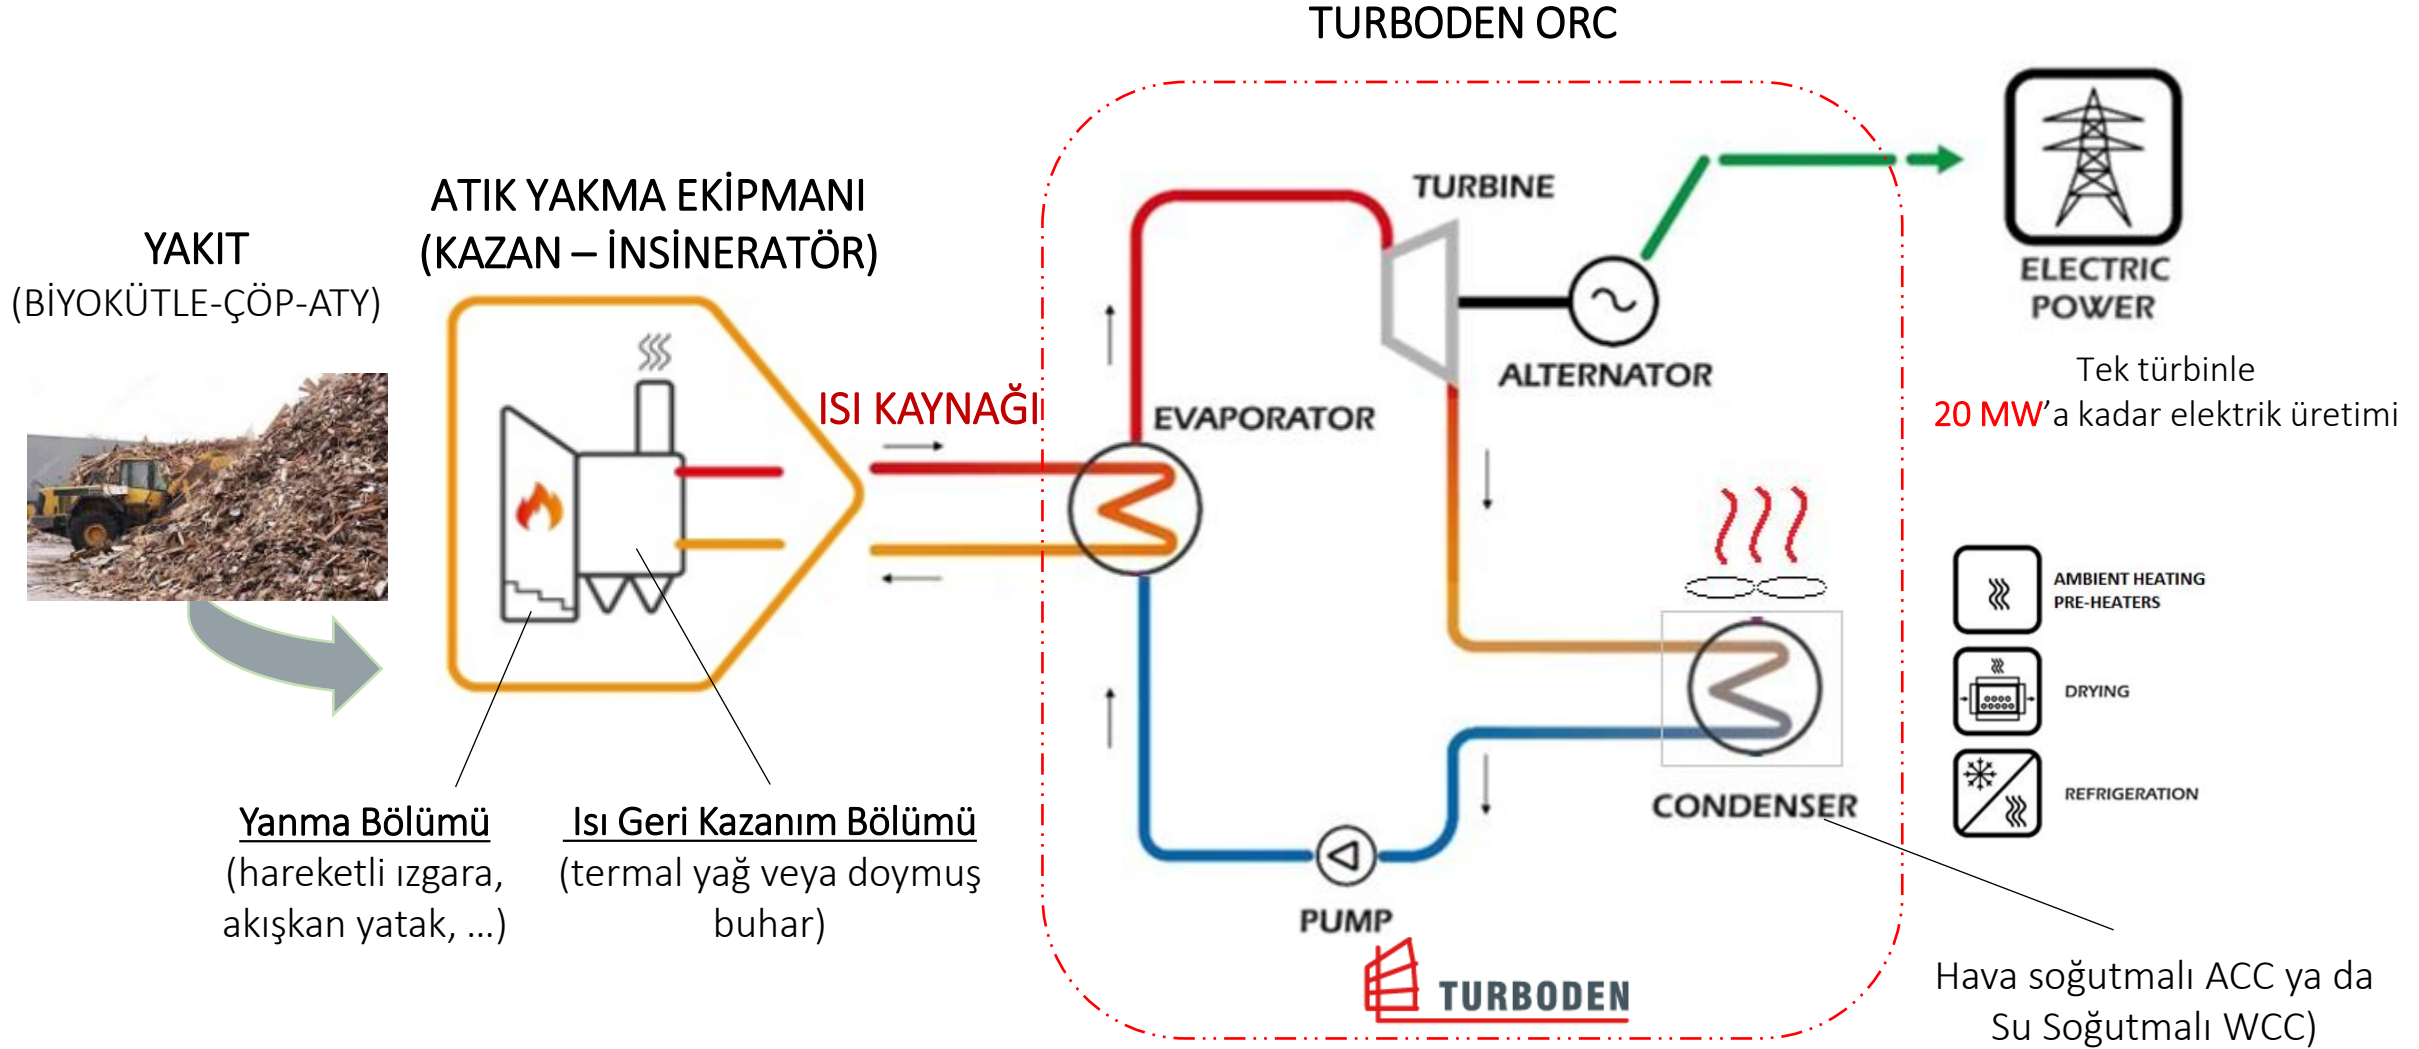 TURBODEN ORC
YAKIT
(BİYOKÜTLE-ÇÖP-ATY)
ATIK YAKMA EKİPMANI
(KAZAN – İNSİNERATÖR)
Yanma Bölümü
(hareketli ızgara,
akışkan yatak, ...)
Isı Geri Kazanım Bölümü
(termal yağ veya doymuş
buhar)
ISI KAYNAĞI
EVAPORATOR
TURBINE
ALTERNATOR
CONDENSER
PUMP
TURBODEN
ELECTRIC
POWER
Tek türbinle
20 MW’a kadar elektrik üretimi
AMBIENT HEATING
PRE-HEATERS
DRYING
REFRIGERATION
Hava soğutmalı ACC ya da
Su Soğutmalı WCC)